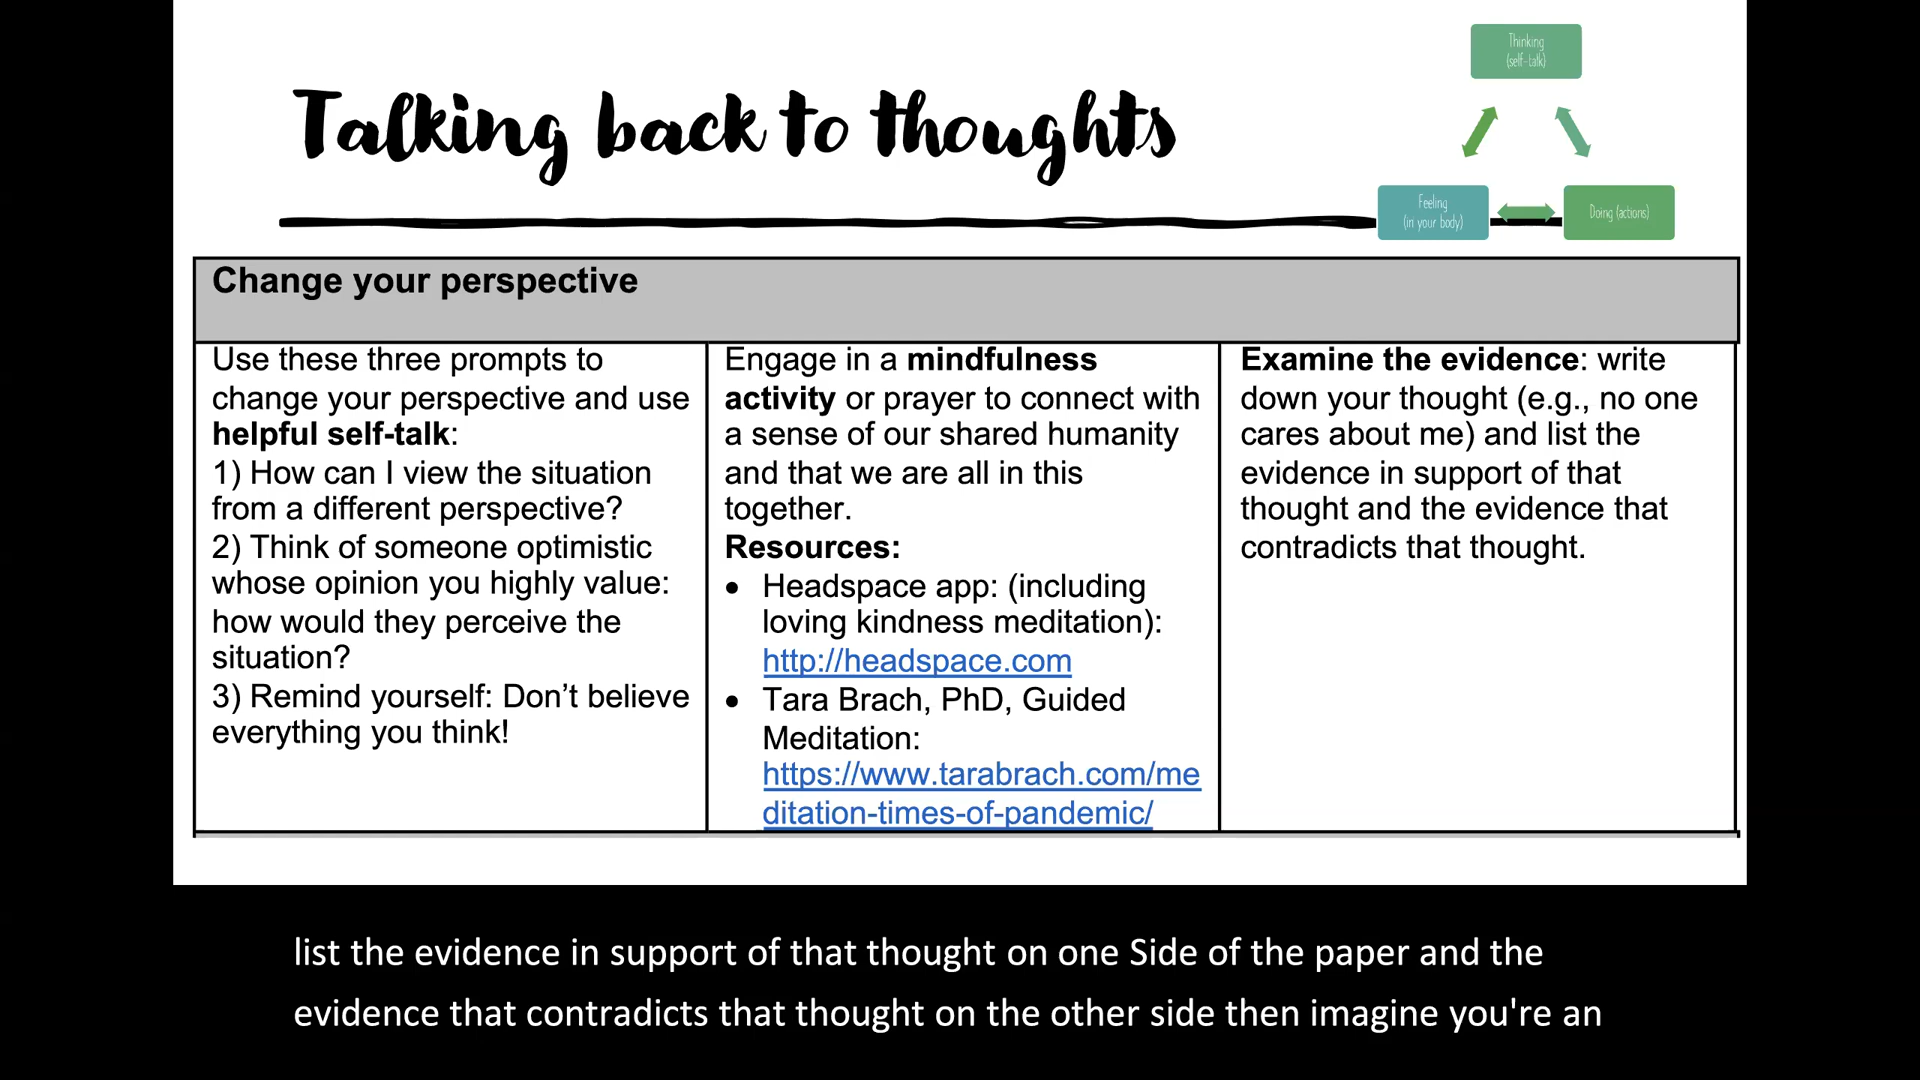 Thinking
(self-talk)
Talking back to thoughts
Feeling
(in your body)
Doing (actions)
Change your perspective
Use these three prompts to
change your perspective and use
helpful self-talk:
1) How can I view the situation
from a different perspective?
2) Think of someone optimistic
whose opinion you highly value:
how would they perceive the
situation?
3) Remind yourself: Don’t believe
everything you think!
Engage in a mindfulness
activity or prayer to connect with
a sense of our shared humanity
and that we are all in this
together.
Resources:
• Headspace app: (including
loving kindness meditation):
http://headspace.com
• Tara Brach, PhD, Guided
Meditation:
https://www.tarabrach.com/me
ditation-times-of-pandemic/
Examine the evidence: write
down your thought (e.g., no one
cares about me) and list the
evidence in support of that
thought and the evidence that
contradicts that thought.
list the evidence in support of that thought on one Side of the paper and the
evidence that contradicts that thought on the other side then imagine you're an